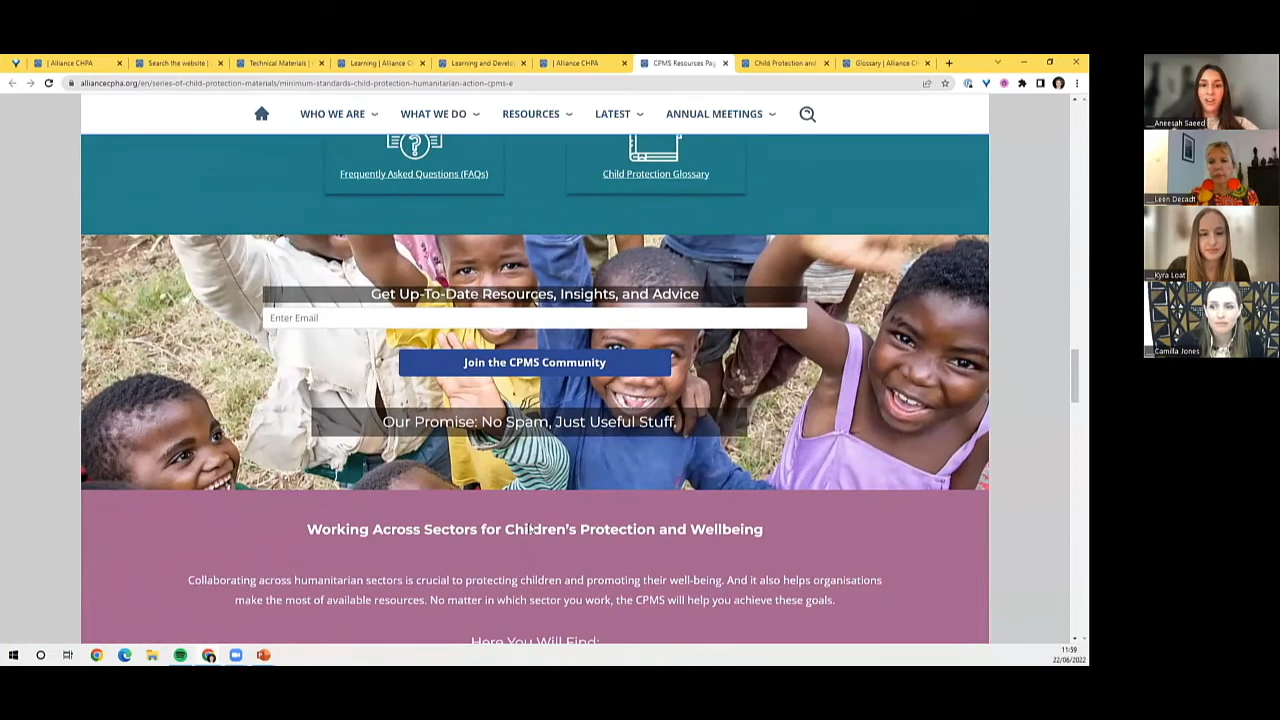 | Alliance CHPA
Search the website |
Technical Materials |
Learning | Alliance C
Learning and Develo
| Alliance CHPA
CPMS Resources Pag
Child Protection and
Glossary | Alliance CH
alliancecpha.org/en/series-of-child-protection-materials/minimum-standards-child-protection-humanitarian-action-cpms-e
WHO WE ARE
WHAT WE DO
RESOURCES
LATEST
ANNUAL MEETINGS
Frequently Asked Questions (FAQs)
Child Protection Glossary
Get Up-To-Date Resources, Insights, and Advice
Enter Email
Join the CPMS Community
Our Promise: No Spam, Just Useful Stuff.
Working Across Sectors for Children's Protection and Wellbeing
Collaborating across humanitarian sectors is crucial to protecting children and promoting their well-being. And it also helps organisations
make the most of available resources. No matter in which sector you work, the CPMS will help you achieve these goals.
Here You Will Find:
11:59
22/06/2022
Aneesah Saeed
Leen Decadt
Kyra Loat
Camilla Jones